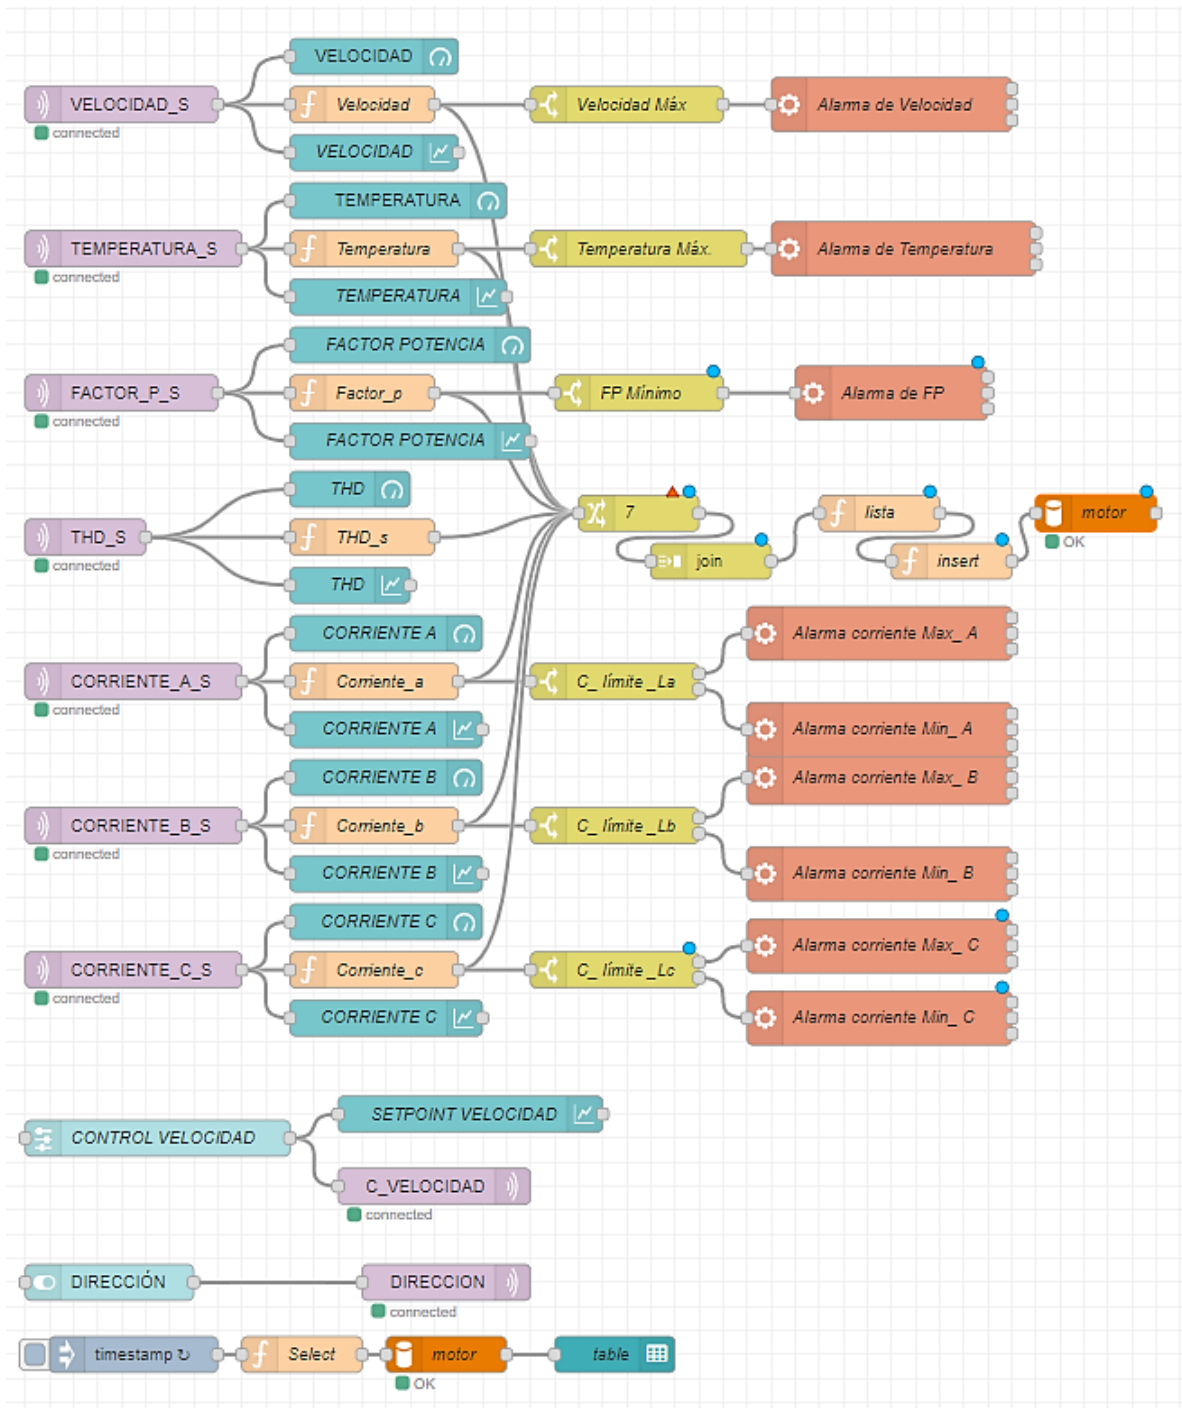 VELOCIDAD
VELOCIDAD_S
Velocidad
Velocidad Máx
Alarma de Velocidad
connected
VELOCIDAD
TEMPERATURA
TEMPERATURA_S
Temperatura
Temperatura Máx.
Alarma de Temperatura
connected
TEMPERATURA
FACTOR POTENCIA
FACTOR_P_S
Factor_p
FP Mínimo
Alarma de FP
connected
FACTOR POTENCIA
THD
7
lista
motor
THD_S
THD_s
OK
connected
join
insert
THD
CORRIENTE A
Alarma corriente Max_ A
CORRIENTE_A_S
Corriente_a
C_ límite _La
connected
CORRIENTE A
Alarma corriente Min_ A
CORRIENTE B
Alarma corriente Max_ B
CORRIENTE_B_S
Corriente_b
C_ límite _Lb
connected
CORRIENTE B
Alarma corriente Min_ B
CORRIENTE C
Alarma corriente Max_ C
CORRIENTE_C_S
Corriente_c
C_ límite _Lc
connected
CORRIENTE C
Alarma corriente Min_ C
SETPOINT VELOCIDAD
CONTROL VELOCIDAD
C_VELOCIDAD
connected
DIRECCIÓN
DIRECCION
connected
timestamp ↻
Select
motor
table
OK